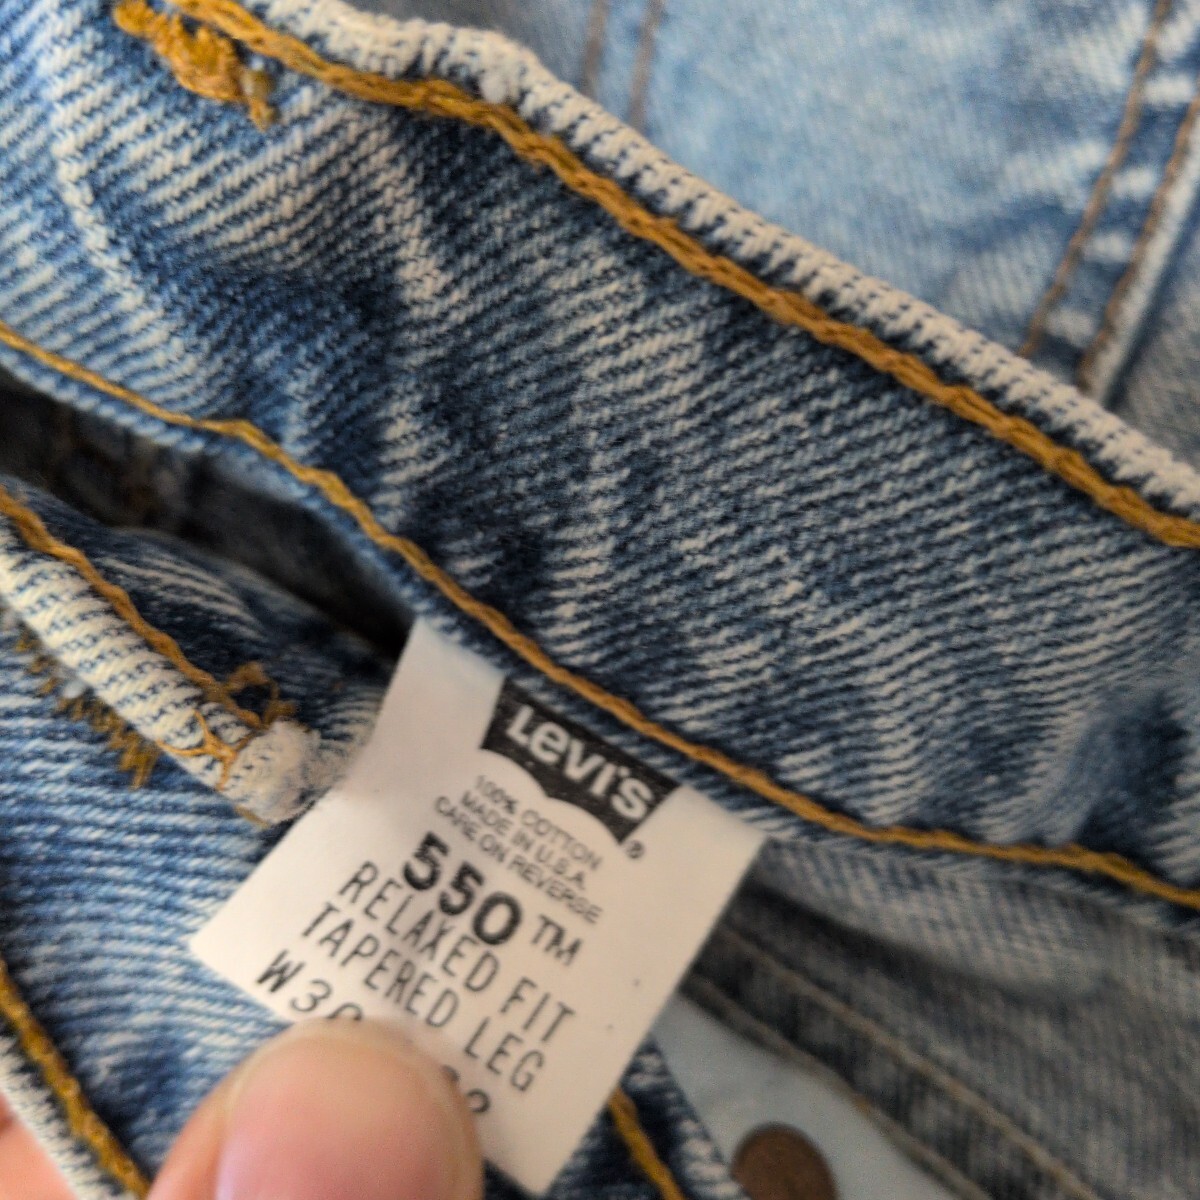 Levi's®
100% COTTON
MADE IN U.S.A.
CARE ON REVERSE
550™
RELAXED FIT
TAPERED LEG